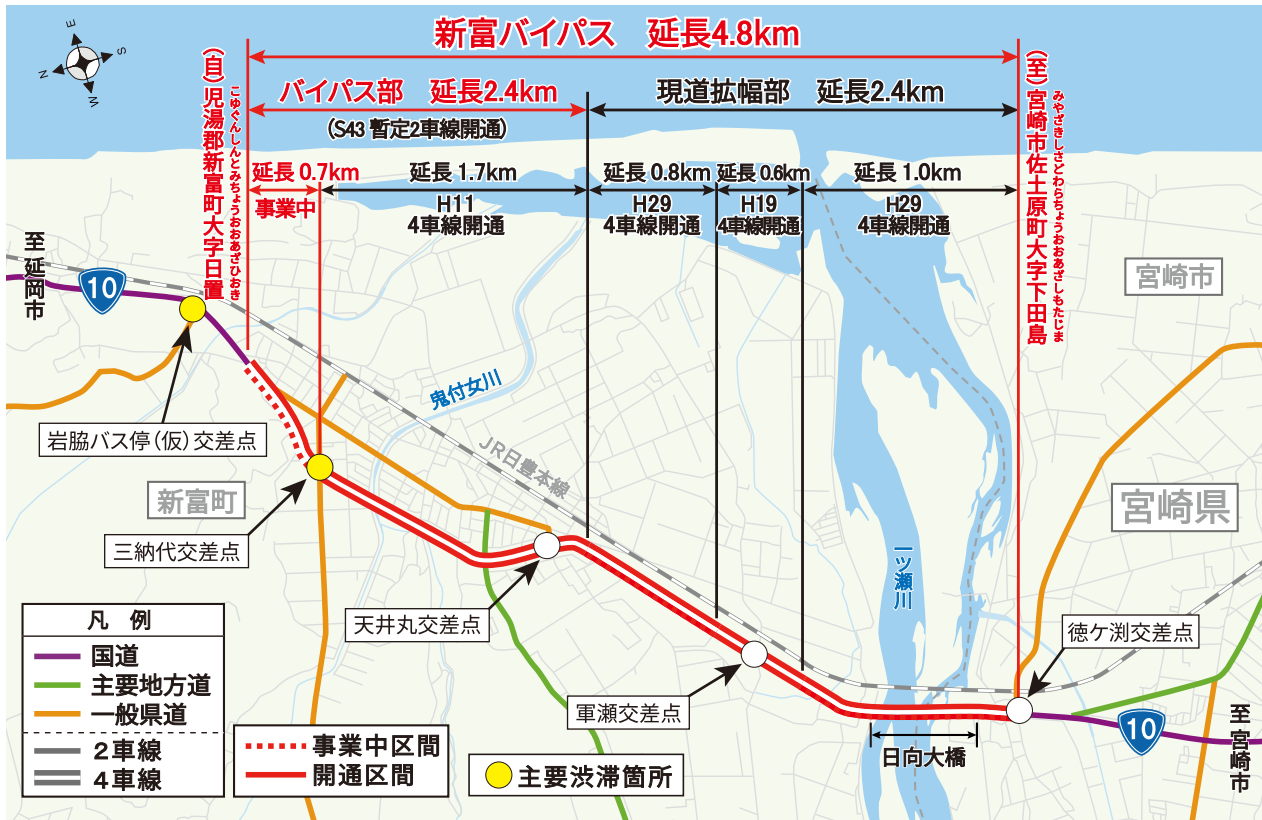 新富バイパス 延長4.8km
バイパス部 延長2.4km
(S43 暫定2車線開通)
現道拡幅部 延長2.4km
延長 0.7km
事業中
延長 1.7km
H11
4車線開通
延長 0.8km
H29
4車線開通
延長 0.6km
H19
4車線開通
延長 1.0km
H29
4車線開通
N
E
S
W
(自)児湯郡新富町大字日置
こゆぐんしんとみちょうおおあざひおき
(至)宮崎市佐土原町大字下田島
みやざきしさどわらちょうおおあざしもたじま
至 延岡市
10
宮崎市
鬼付女川
JR日豊本線
岩脇バス停(仮)交差点
新富町
宮崎県
三納代交差点
一ツ瀬川
天井丸交差点
徳ケ渕交差点
軍瀬交差点
日向大橋
10
至 宮崎市
凡 例
国道
主要地方道
一般県道
2車線
4車線
事業中区間
開通区間
主要渋滞箇所